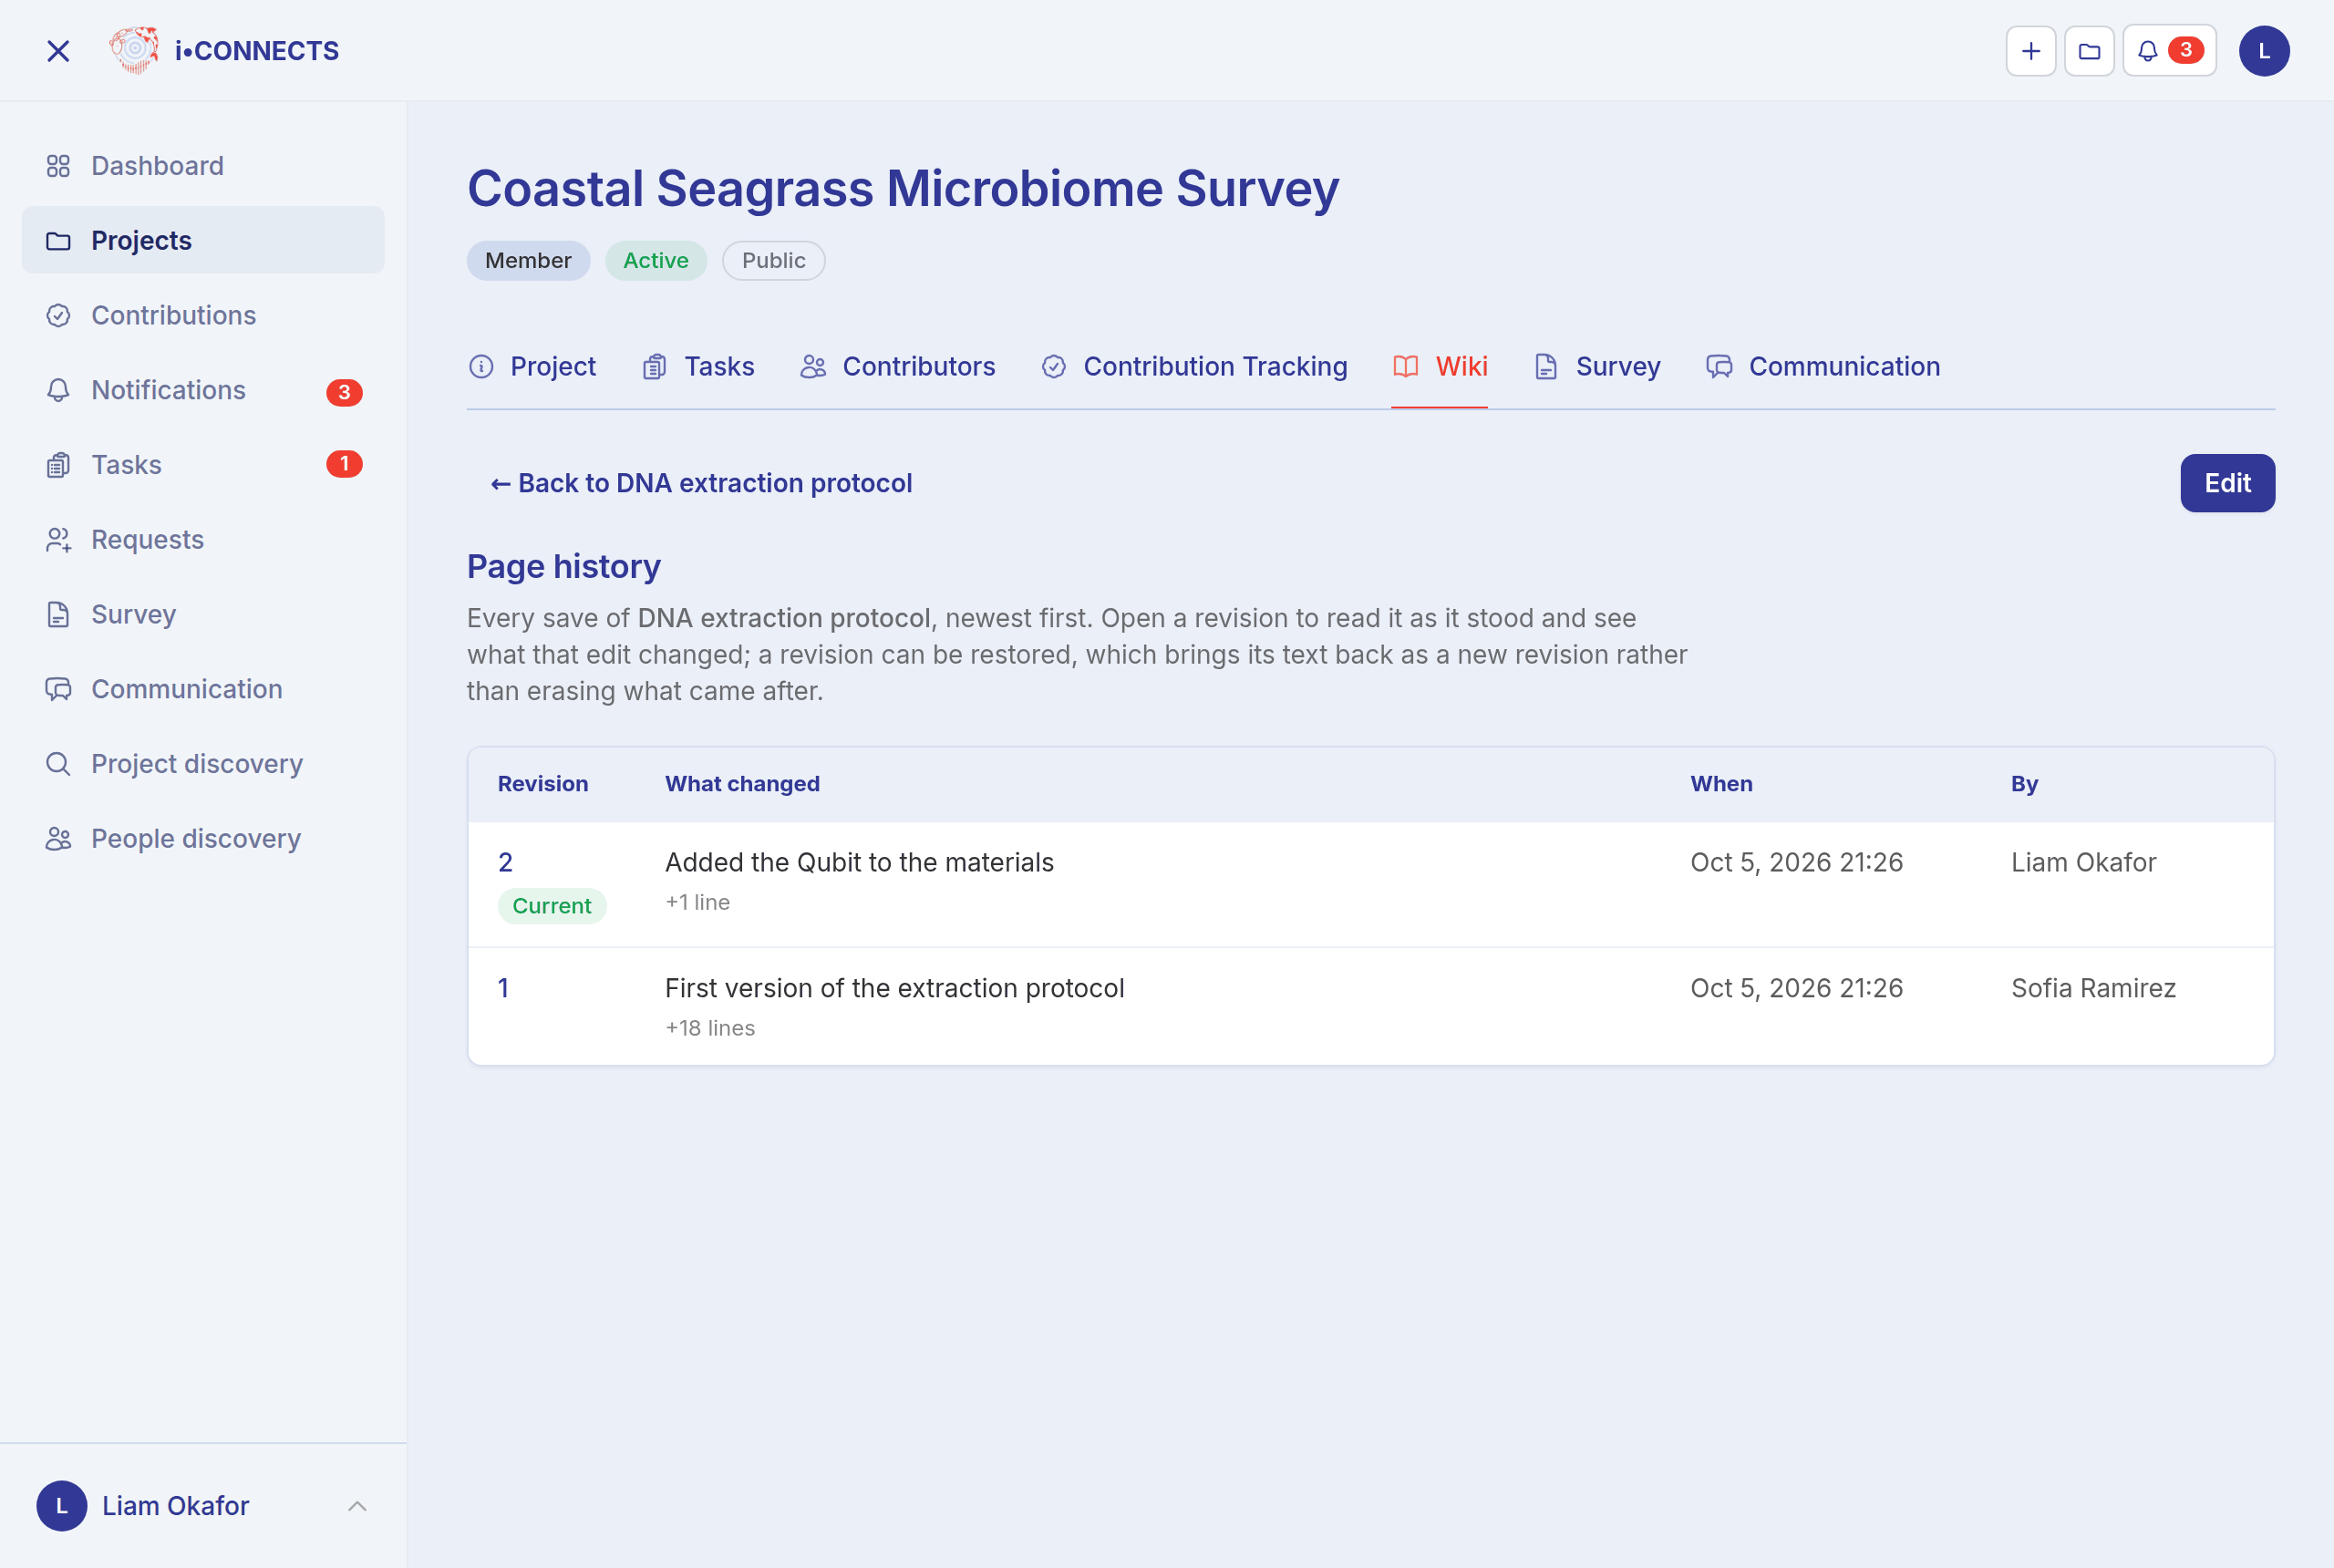 i•CONNECTS
3
L
Dashboard
Projects
Contributions
Notifications 3
Tasks 1
Requests
Survey
Communication
Project discovery
People discovery
Liam Okafor
L
Coastal Seagrass Microbiome Survey
Member Active Public
Project Tasks Contributors Contribution Tracking Wiki Survey Communication
← Back to DNA extraction protocol
Edit
Page history
Every save of DNA extraction protocol, newest first. Open a revision to read it as it stood and see
what that edit changed; a revision can be restored, which brings its text back as a new revision rather
than erasing what came after.
Revision What changed When By
2 Added the Qubit to the materials Oct 5, 2026 21:26 Liam Okafor
Current +1 line
1 First version of the extraction protocol Oct 5, 2026 21:26 Sofia Ramirez
+18 lines